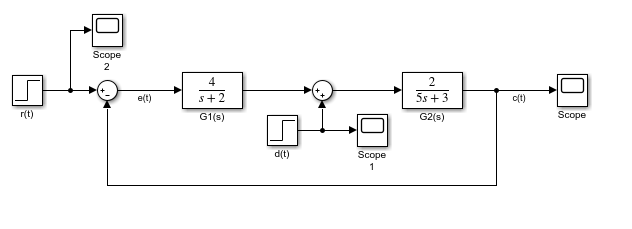 Scope
2
r(t)
+
-
e(t)
4
s + 2
G1(s)
+
+
d(t)
Scope
1
2
5s + 3
G2(s)
c(t)
Scope